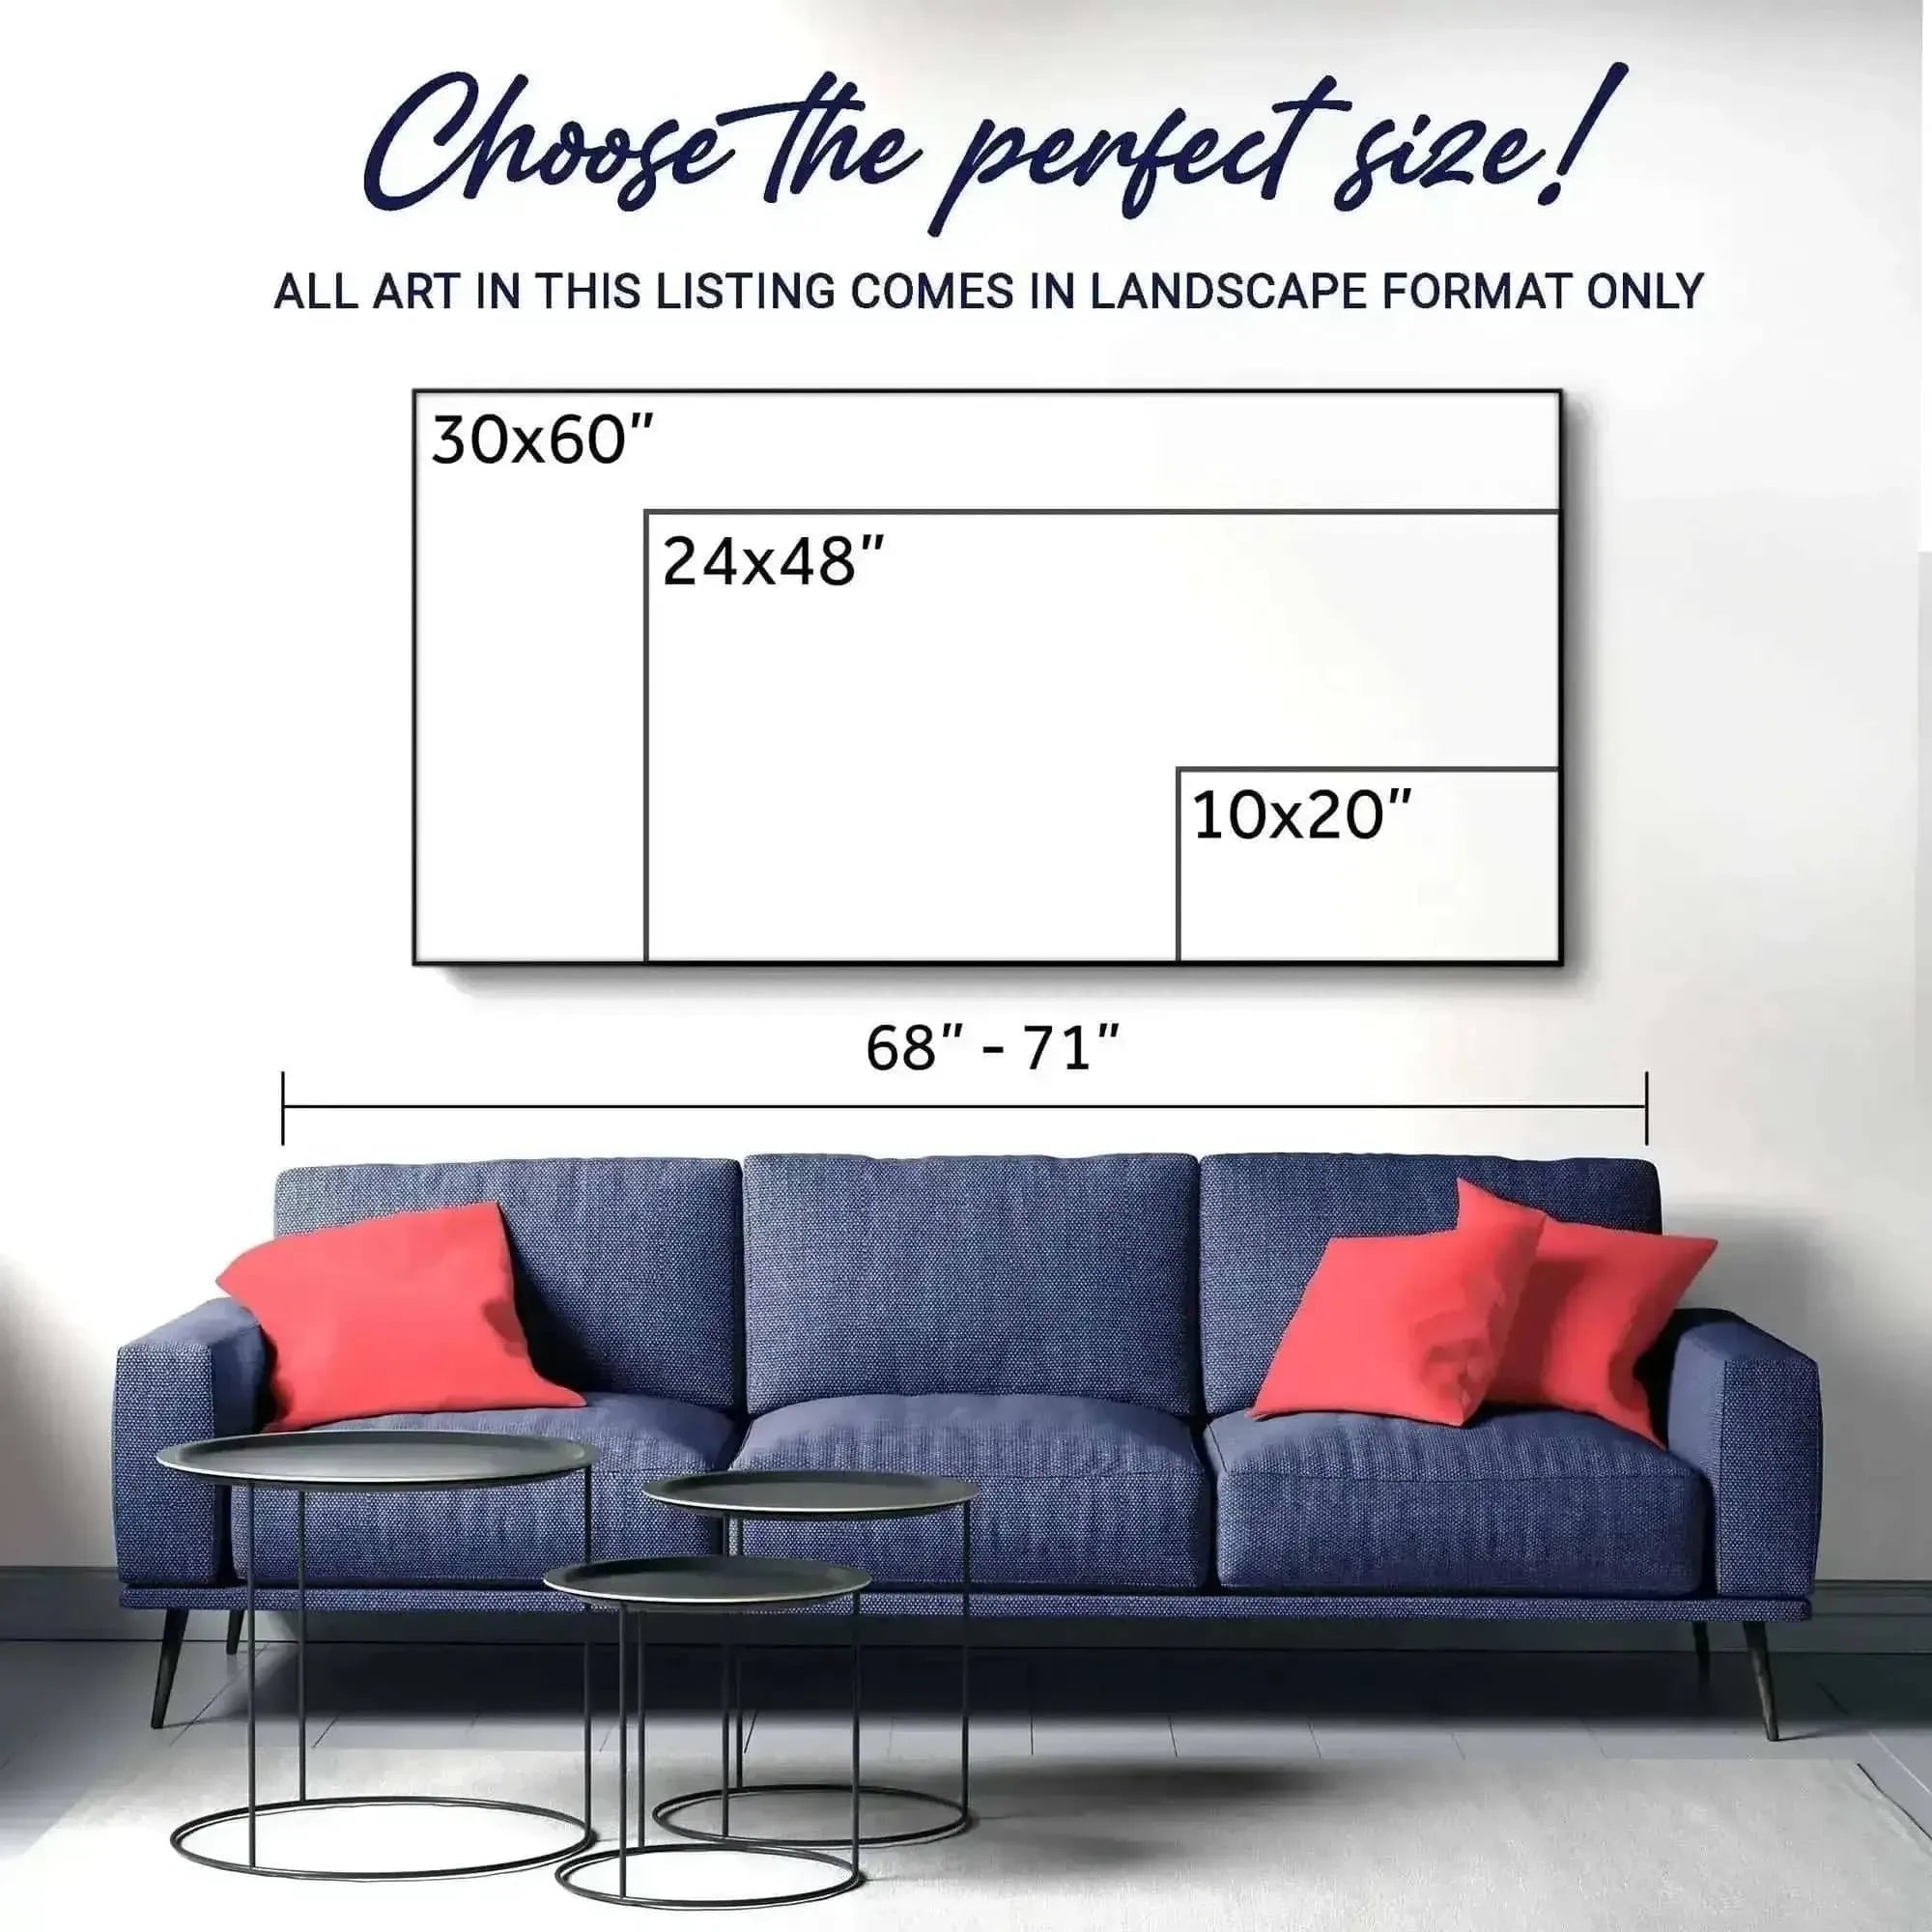 Choose the perfect size!
ALL ART IN THIS LISTING COMES IN LANDSCAPE FORMAT ONLY
30x60"
24x48"
10x20"
68" - 71"